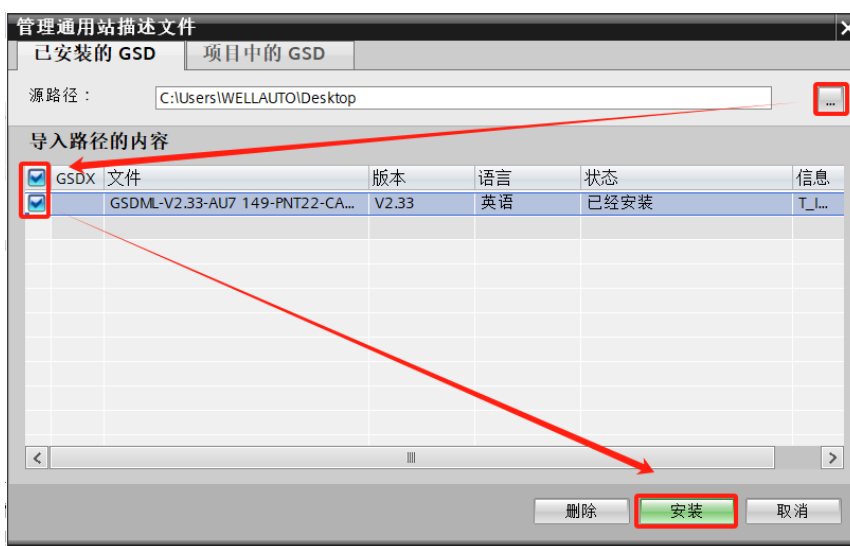 管理通用站描述文件
已安装的 GSD 项目中的 GSD
源路径： C:\Users\WELLAUTO\Desktop ...
导入路径的内容
GSDX 文件 版本 语言 状态 信息
GSDML-V2.33-AU7 149-PNT22-CA... V2.33 英语 已经安装 T_I...
删除 安装 取消